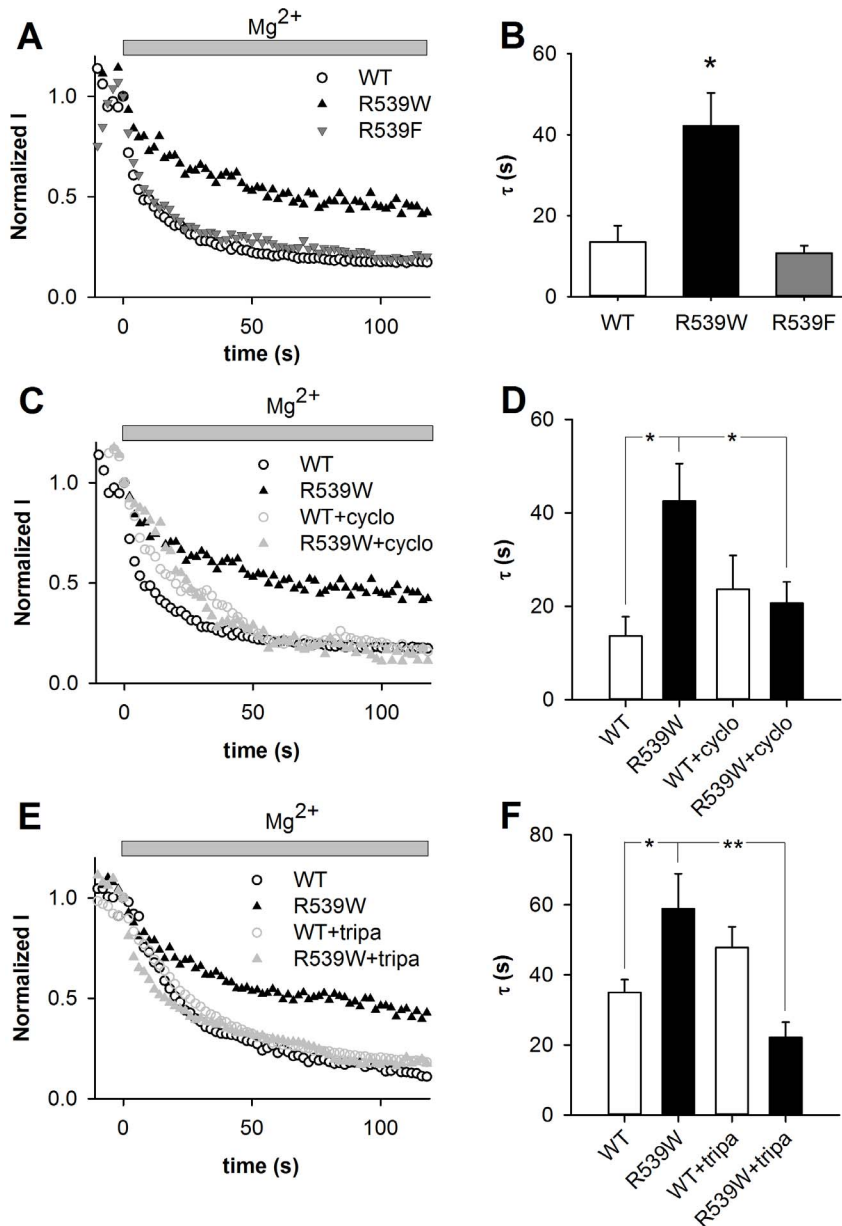 A
Mg2+
WT
R539W
R539F
Normalized I
1.0
0.5
0.0
0
50
100
time (s)
B
τ (s)
60
40
20
0
*
WT
R539W
R539F
C
Mg2+
WT
R539W
WT+cyclo
R539W+cyclo
Normalized I
1.0
0.5
0.0
0
50
100
time (s)
D
τ (s)
60
40
20
0
*
*
WT
R539W
WT+cyclo
R539W+cyclo
E
Mg2+
WT
R539W
WT+tripa
R539W+tripa
Normalized I
1.0
0.5
0.0
0
50
100
time (s)
F
τ (s)
80
60
40
20
0
*
**
WT
R539W
WT+tripa
R539W+tripa